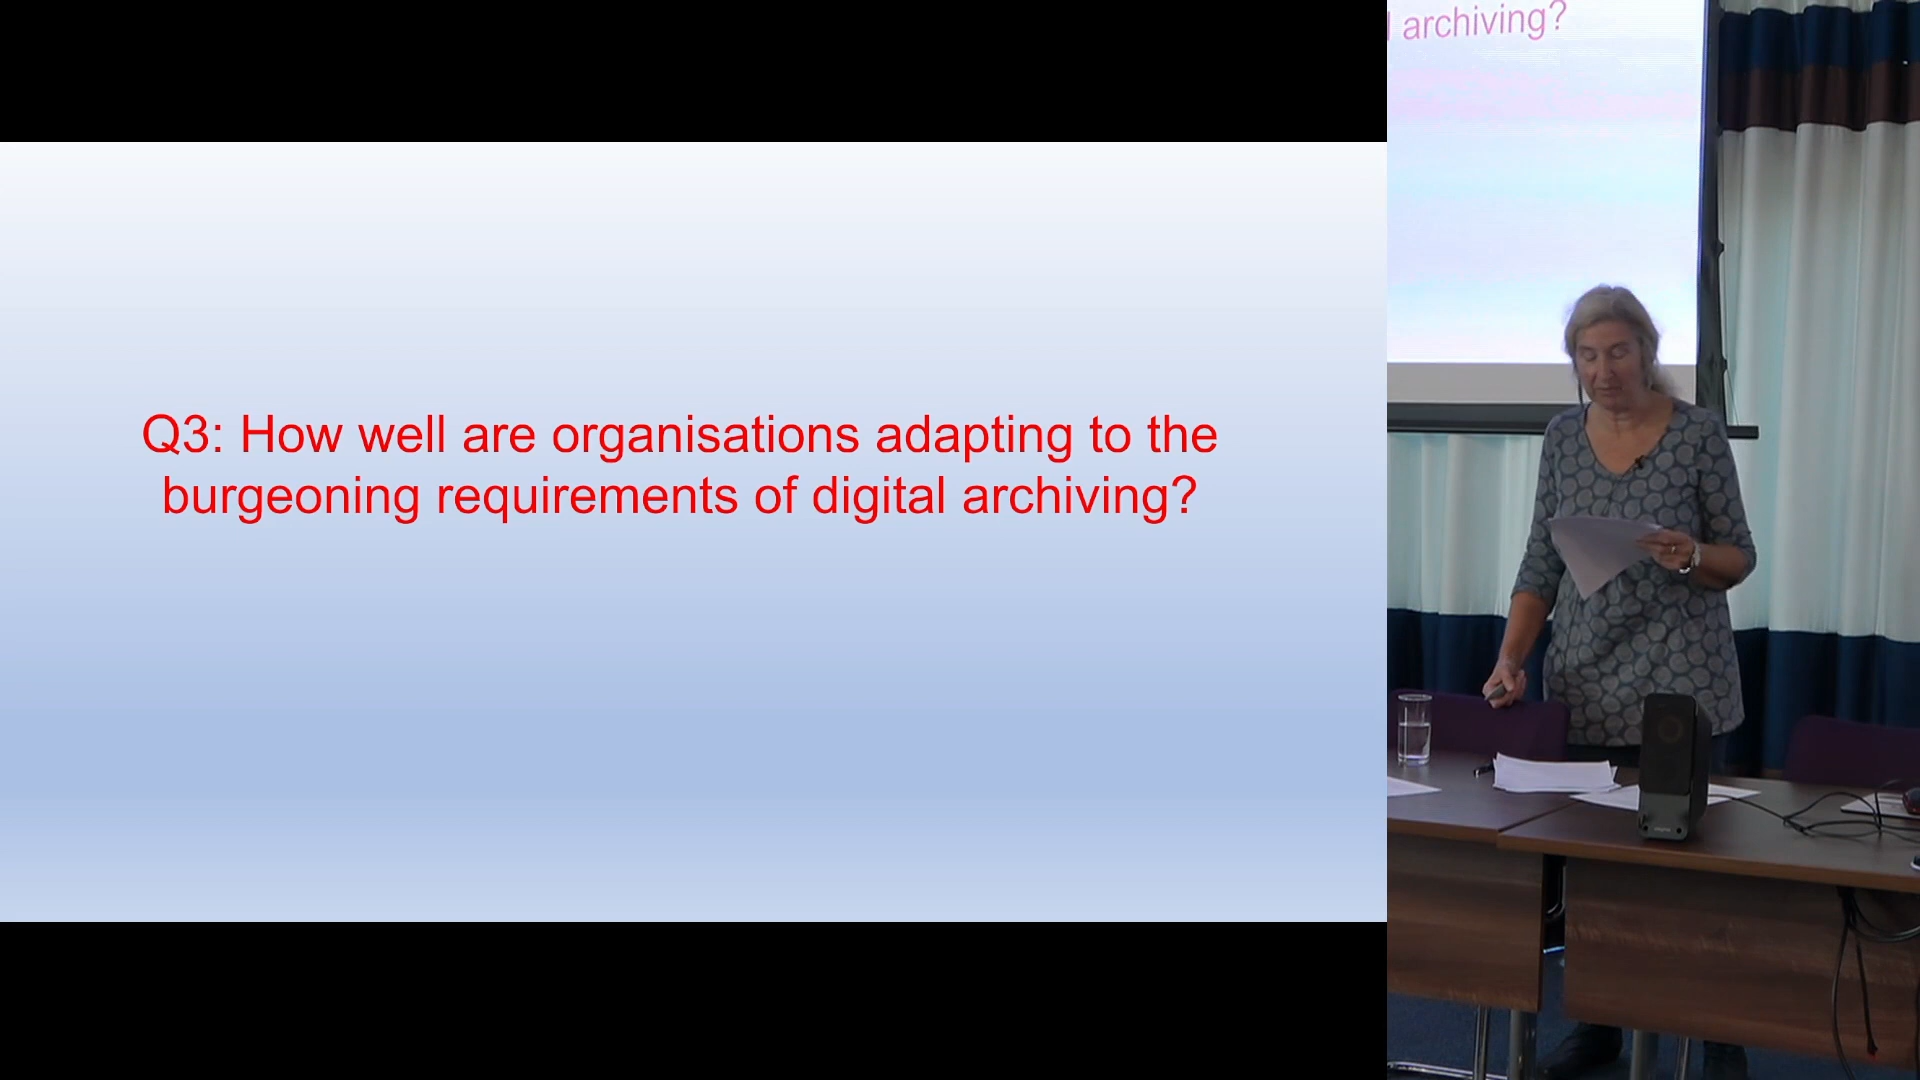 Q3: How well are organisations adapting to the
burgeoning requirements of digital archiving?
archiving?